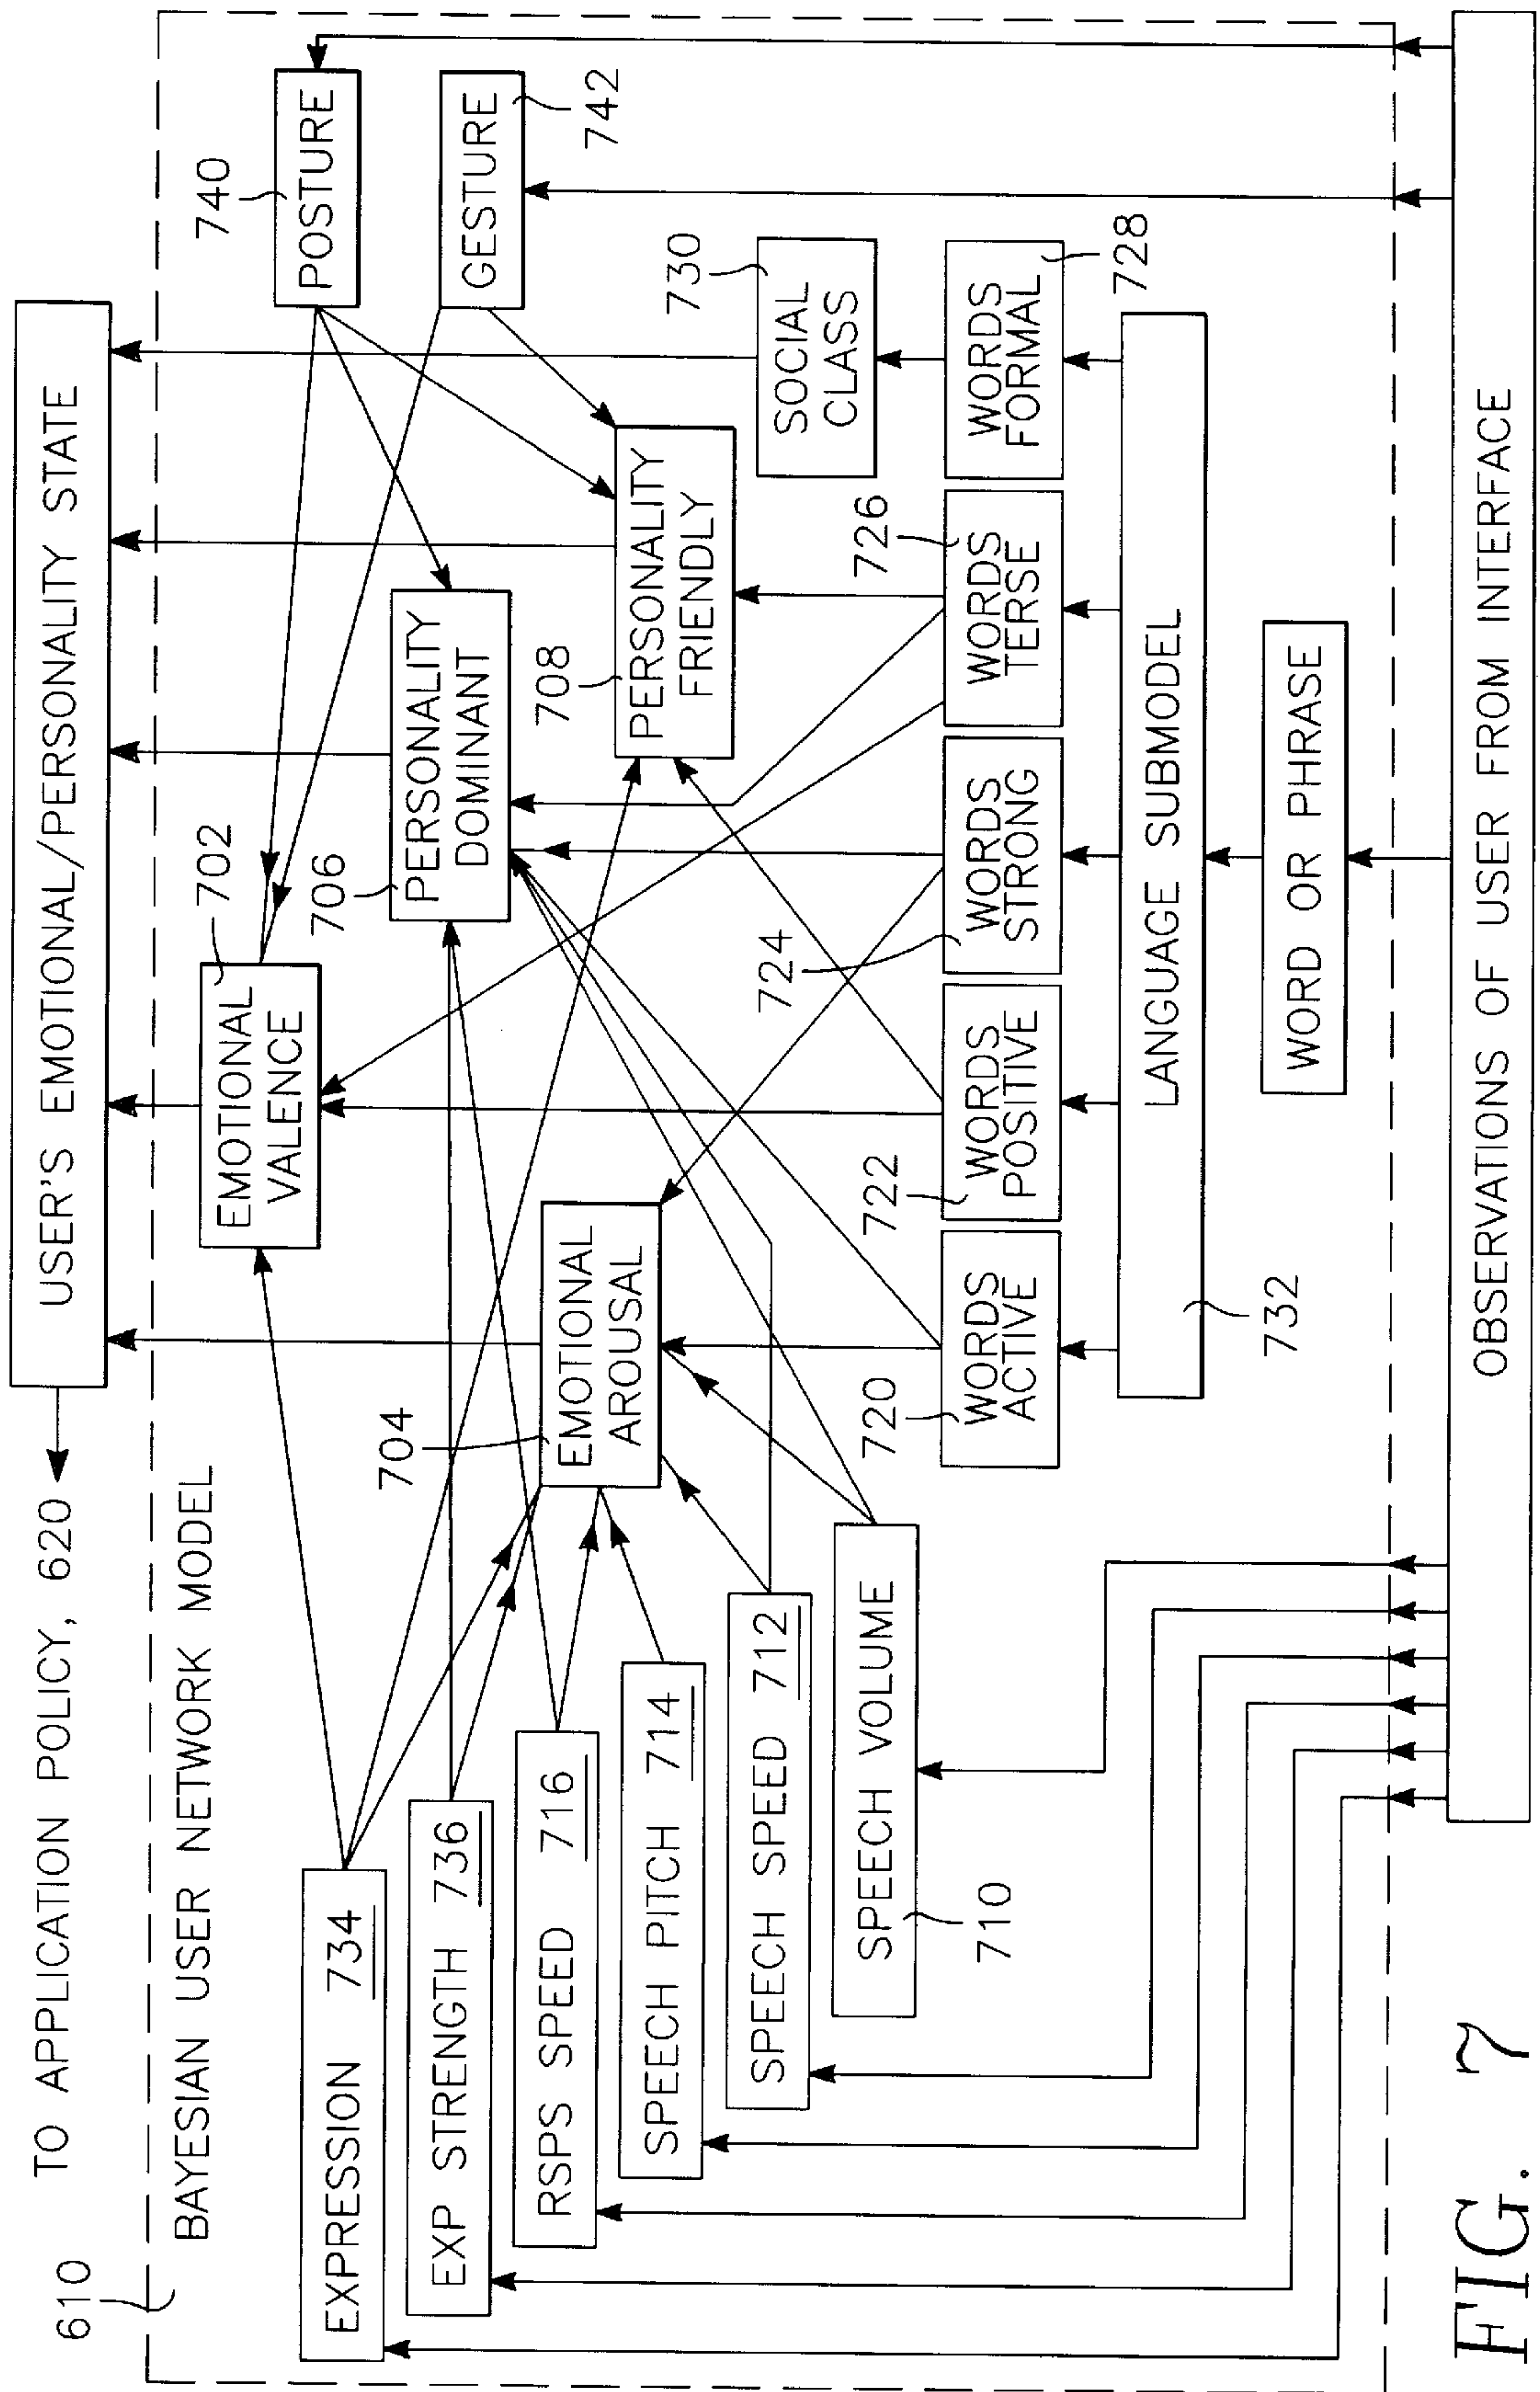 USER'S EMOTIONAL/PERSONALITY STATE
TO APPLICATION POLICY, 620
610
BAYESIAN USER NETWORK MODEL
EMOTIONAL
VALENCE
702
740
POSTURE
EXPRESSION 734
EXP STRENGTH 736
704
706
PERSONALITY
DOMINANT
GESTURE
742
RSPS SPEED 716
EMOTIONAL
AROUSAL
708
PERSONALITY
FRIENDLY
SPEECH PITCH 714
SPEECH SPEED 712
SPEECH VOLUME
710
724
730
SOCIAL
CLASS
720
722
726
WORDS
ACTIVE
WORDS
POSITIVE
WORDS
STRONG
WORDS
TERSE
WORDS
FORMAL
728
LANGUAGE SUBMODEL
732
WORD OR PHRASE
OBSERVATIONS OF USER FROM INTERFACE
FIG. 7